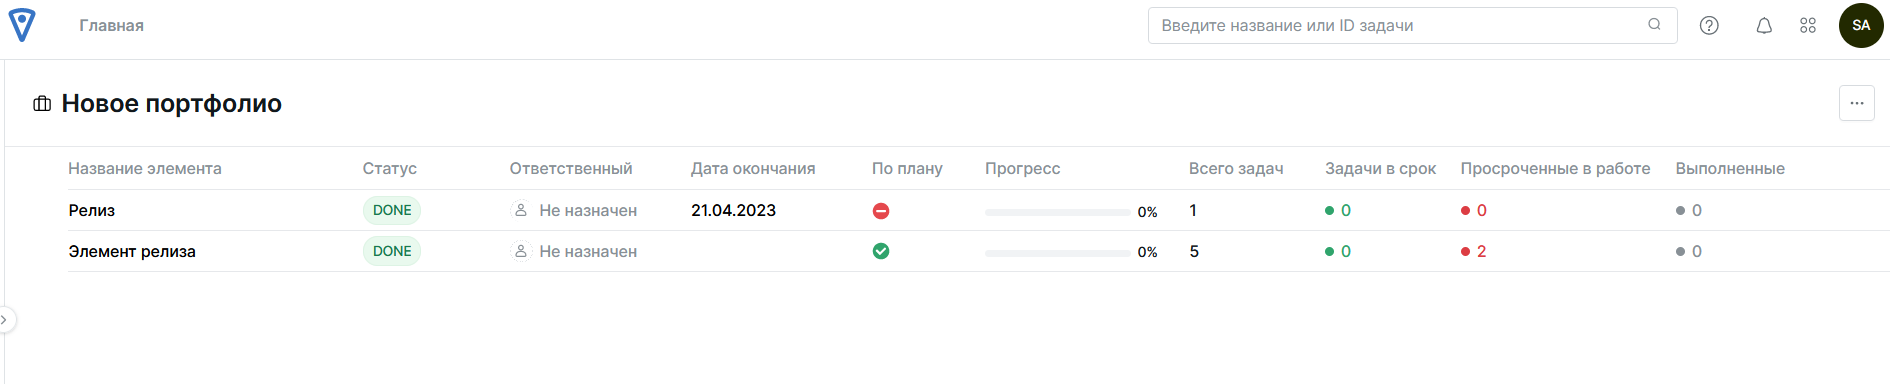 Главная
Введите название или ID задачи
SA
Новое портфолио
Название элемента Статус Ответственный Дата окончания По плану Прогресс Всего задач Задачи в срок Просроченные в работе Выполненные
Релиз DONE Не назначен 21.04.2023 0% 1 0 0 0
Элемент релиза DONE Не назначен 0% 5 0 2 0